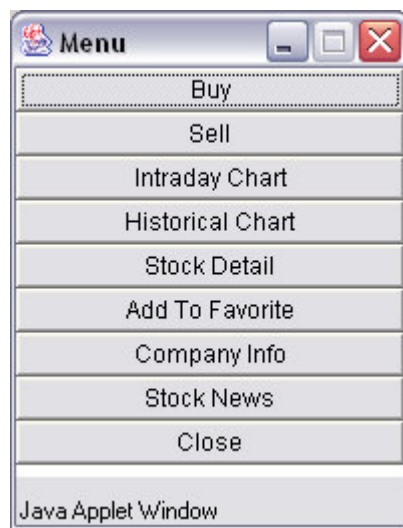 Menu
Buy
Sell
Intraday Chart
Historical Chart
Stock Detail
Add To Favorite
Company Info
Stock News
Close
Java Applet Window